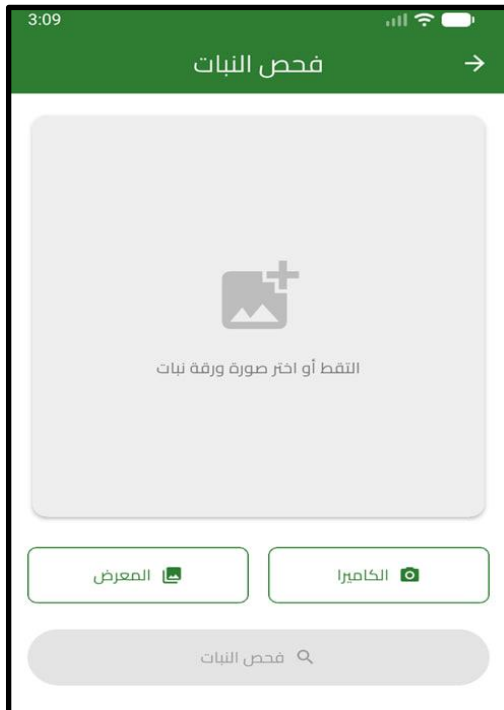 3:09
فحص النبات
التقط أو اختر صورة ورقة نبات
الكاميرا
المعرض
فحص النبات